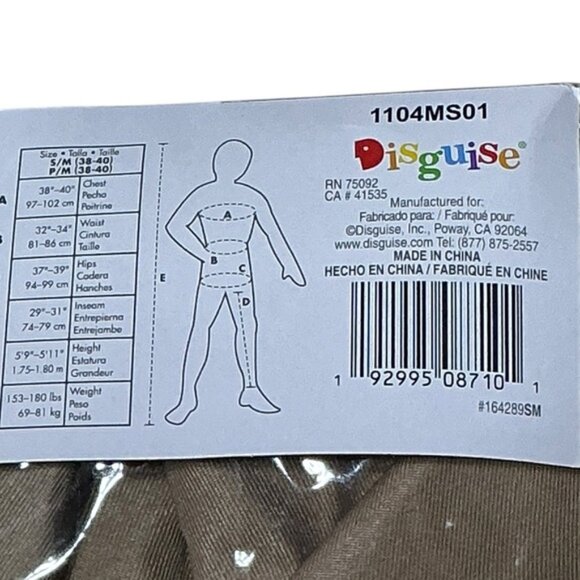 Size • Talla • Taille
S/M (38-40)
P/M (38-40)
A
38"-40"
97-102 cm
Chest
Pecho
Poitrine
B
32"-34"
81-86 cm
Waist
Cintura
Taille
37"-39"
94-99 cm
Hips
Cadera
Hanches
29"-31"
74-79 cm
Inseam
Entrepierna
Entrejambe
5'9"-5'11"
1.75-1.80 m
Height
Estatura
Grandeur
153-180 lbs
69-81 kg
Weight
Peso
Poids
A
B
C
D
E
1104MS01
Disguise®
RN 75092
CA # 41535
Manufactured for:
Fabricado para: / Fabriqué pour:
©Disguise, Inc., Poway, CA 92064
www.disguise.com Tel: (877) 875-2557
MADE IN CHINA
HECHO EN CHINA / FABRIQUÉ EN CHINE
1 92995 08710 1
#164289SM